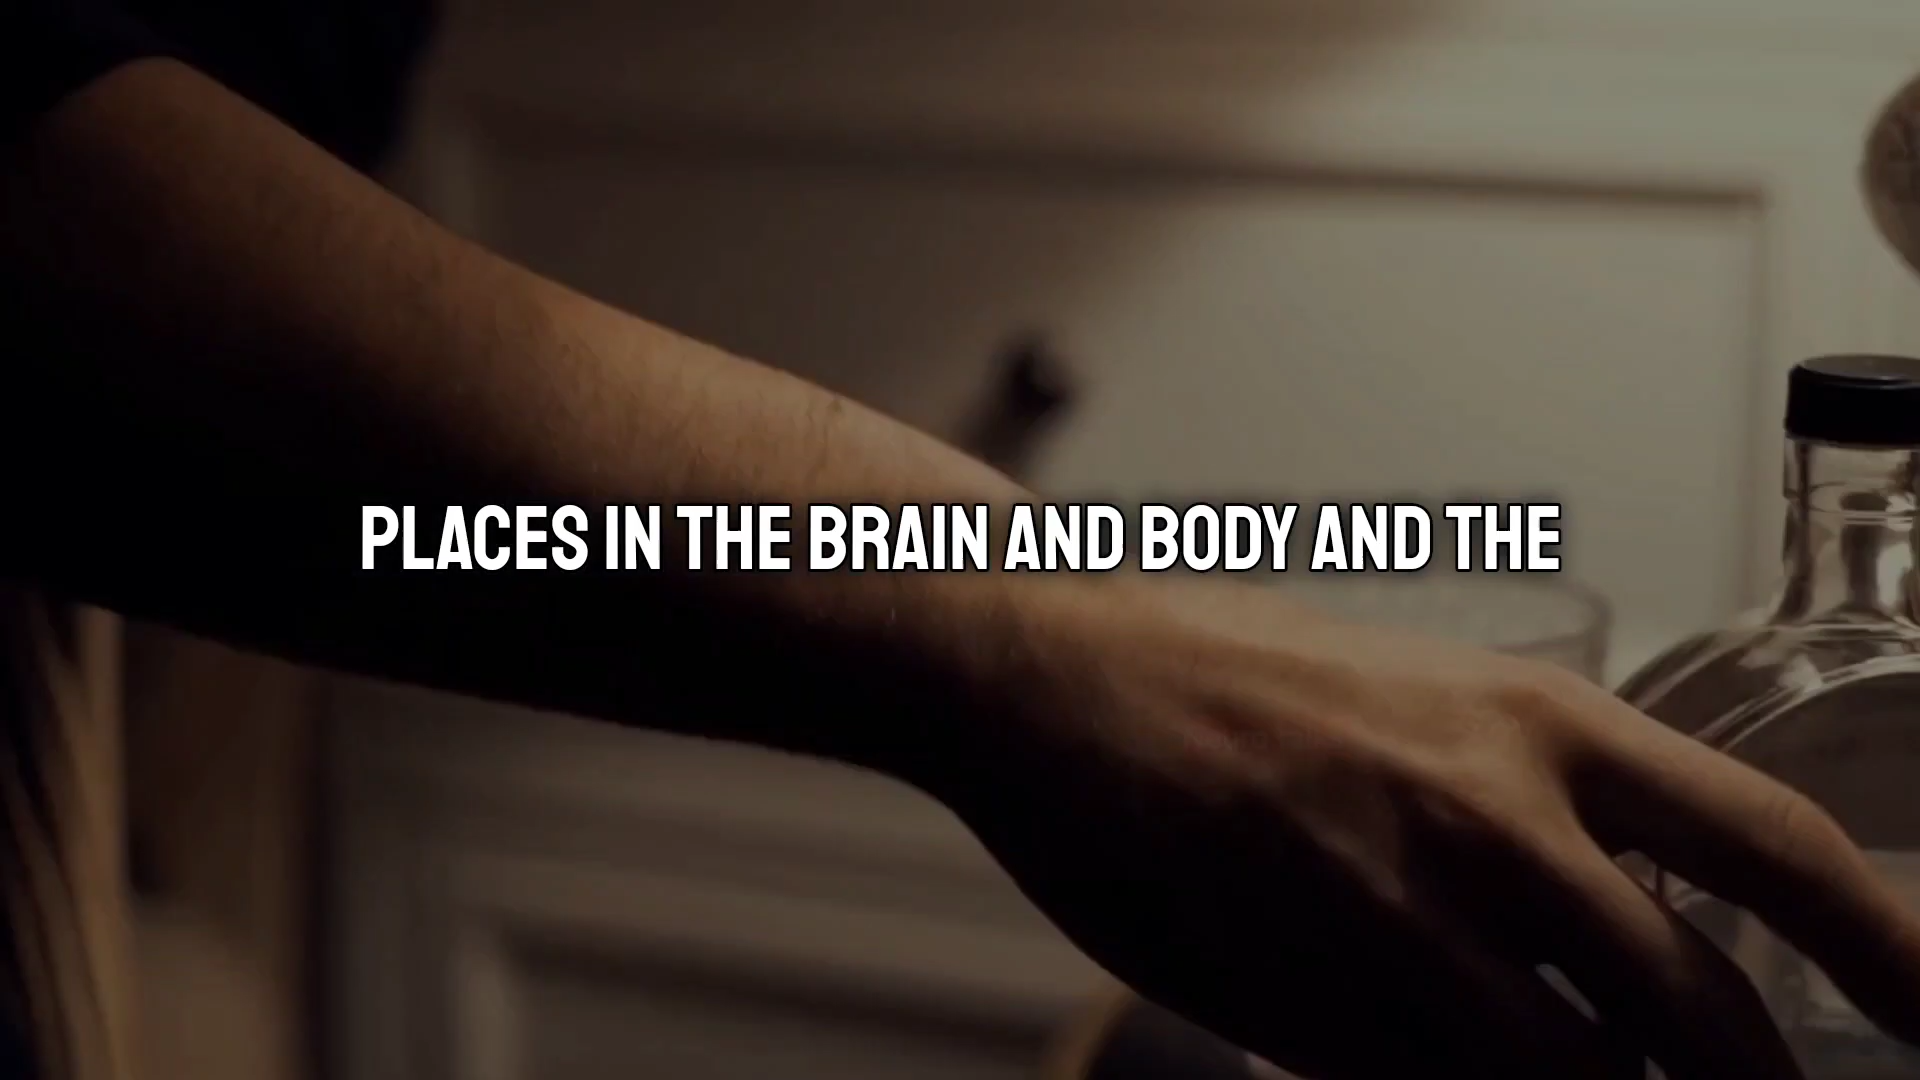 PLACES IN THE BRAIN AND BODY AND THE